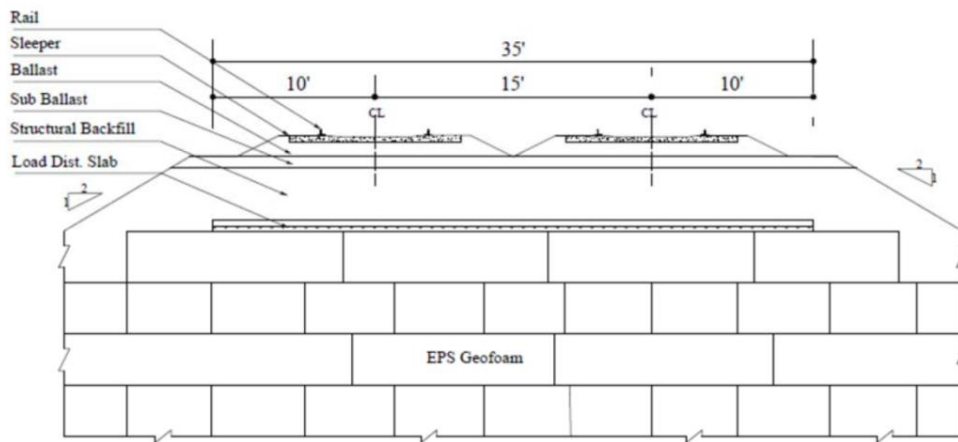 Rail
Sleeper
Ballast
Sub Ballast
Structural Backfill
Load Dist. Slab
35'
10' 15' 10'
CL CL
2
1
2
1
EPS Geofoam